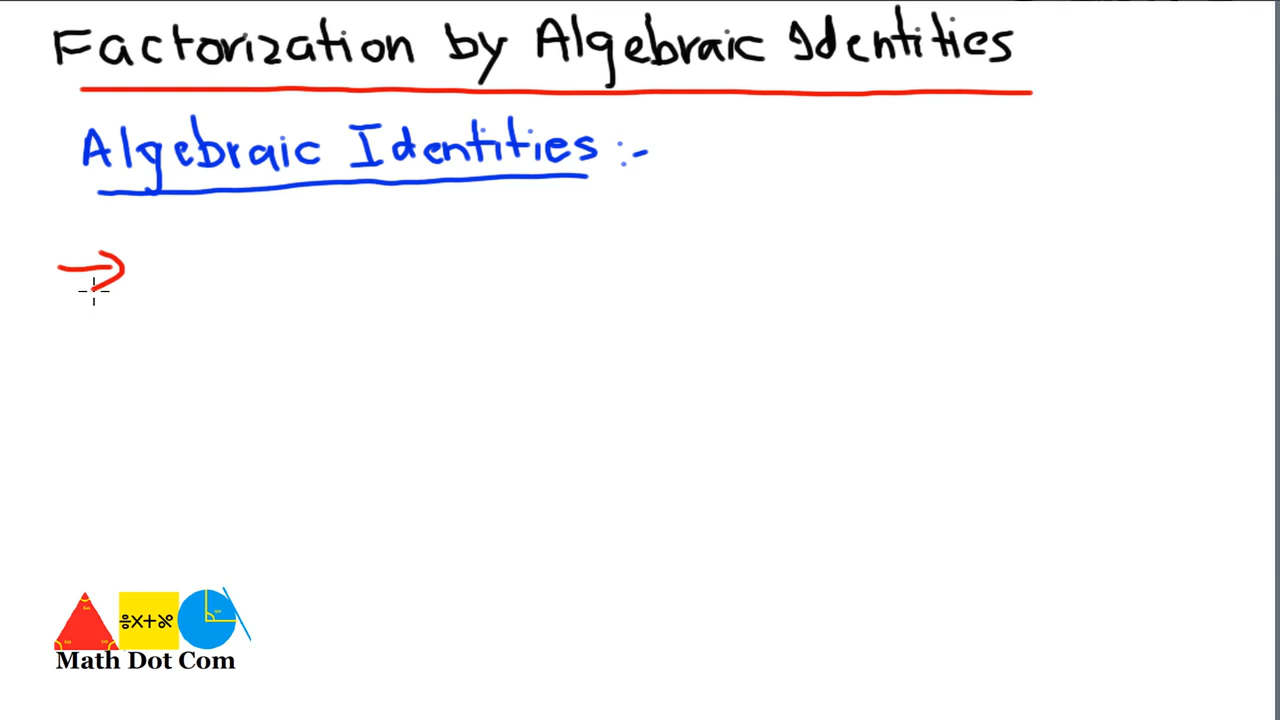 Factorization by Algebraic Identities
Algebraic Identities :-
→
÷x+%
Math Dot Com